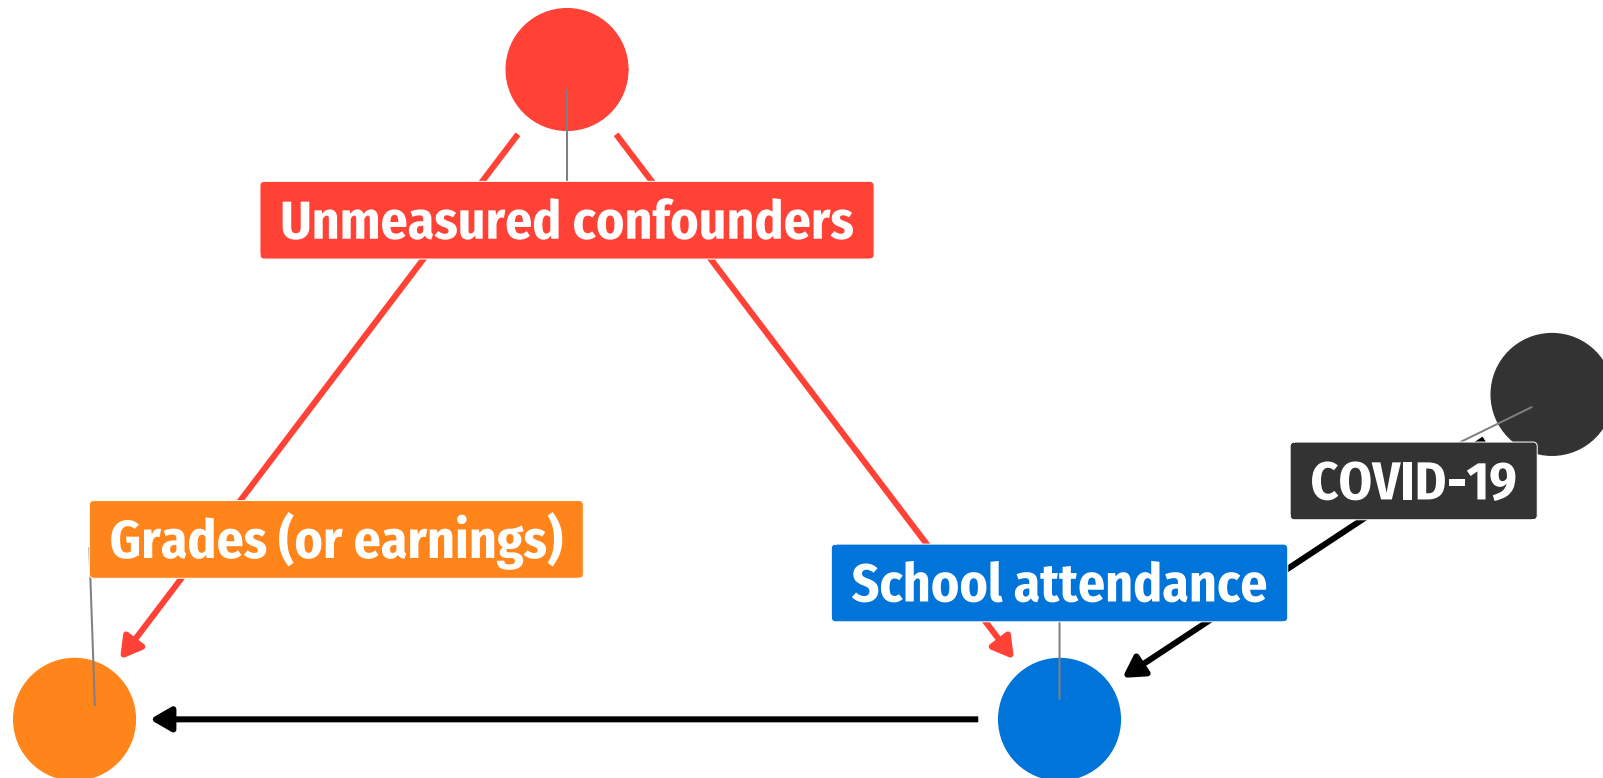 Unmeasured confounders
COVID-19
Grades (or earnings)
School attendance